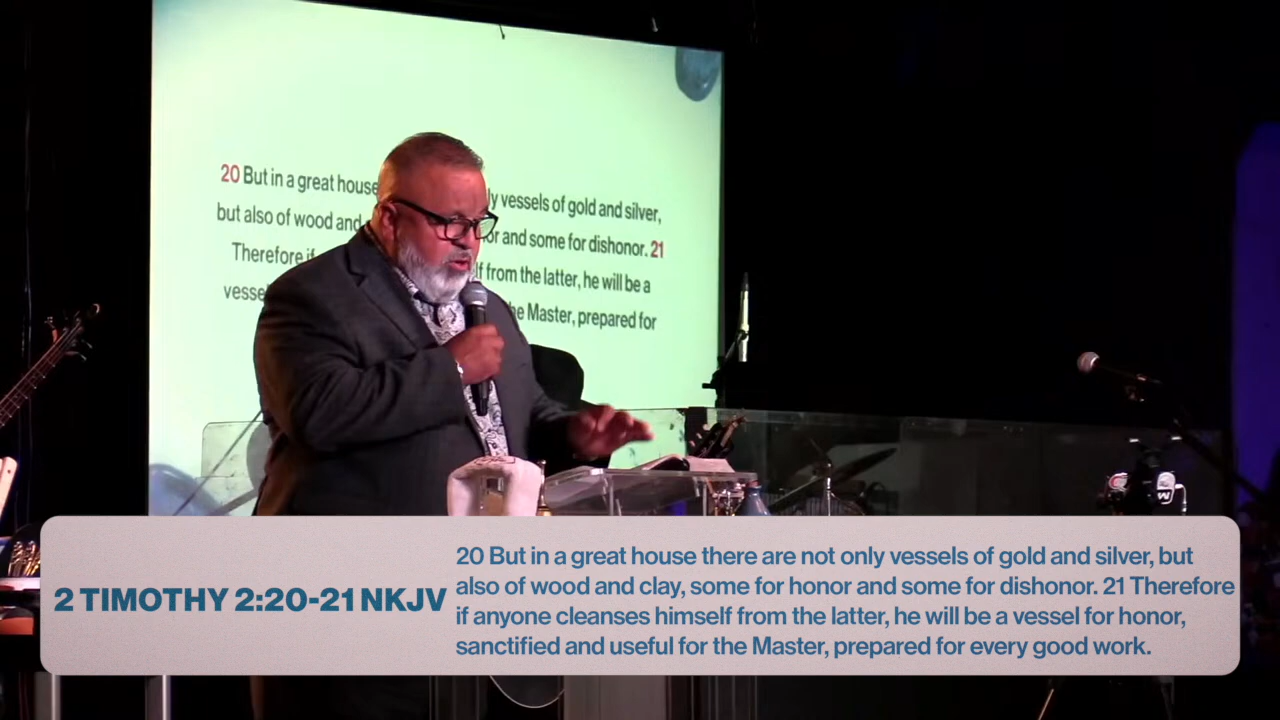 20 But in a great house
ly vessels of gold and silver,
but also of wood and
or and some for dishonor. 21
Therefore if
lf from the latter, he will be a
vesse
he Master, prepared for
2 TIMOTHY 2:20-21 NKJV
20 But in a great house there are not only vessels of gold and silver, but
also of wood and clay, some for honor and some for dishonor. 21 Therefore
if anyone cleanses himself from the latter, he will be a vessel for honor,
sanctified and useful for the Master, prepared for every good work.